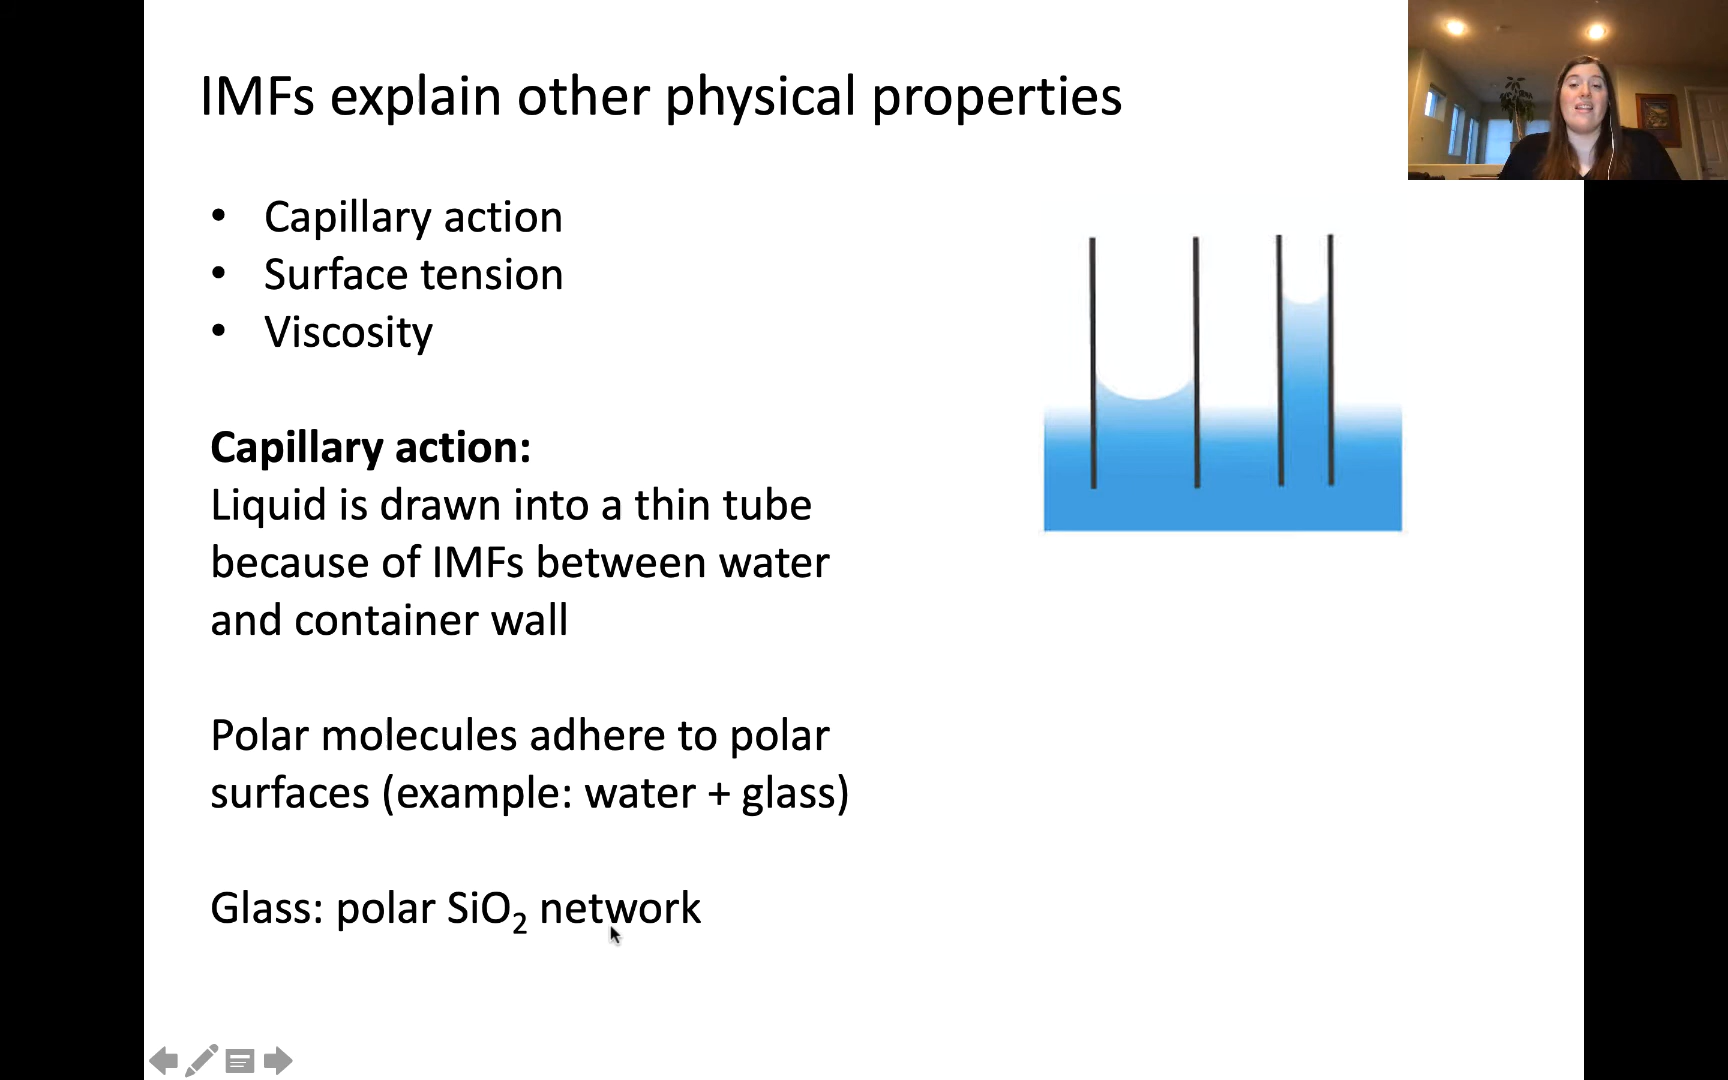 IMFs explain other physical properties
• Capillary action
• Surface tension
• Viscosity
Capillary action:
Liquid is drawn into a thin tube
because of IMFs between water
and container wall
Polar molecules adhere to polar
surfaces (example: water + glass)
Glass: polar SiO₂ network